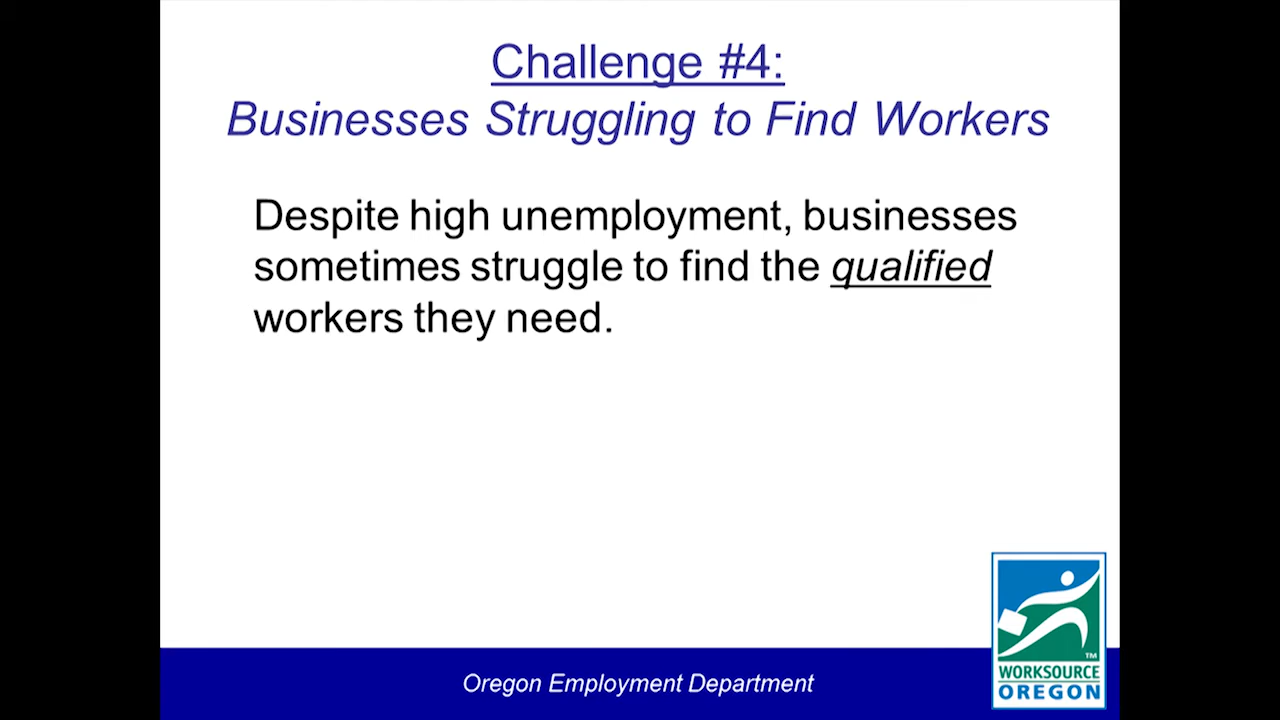 Challenge #4:
Businesses Struggling to Find Workers
Despite high unemployment, businesses
sometimes struggle to find the qualified
workers they need.
TM
WORKSOURCE
OREGON
Oregon Employment Department